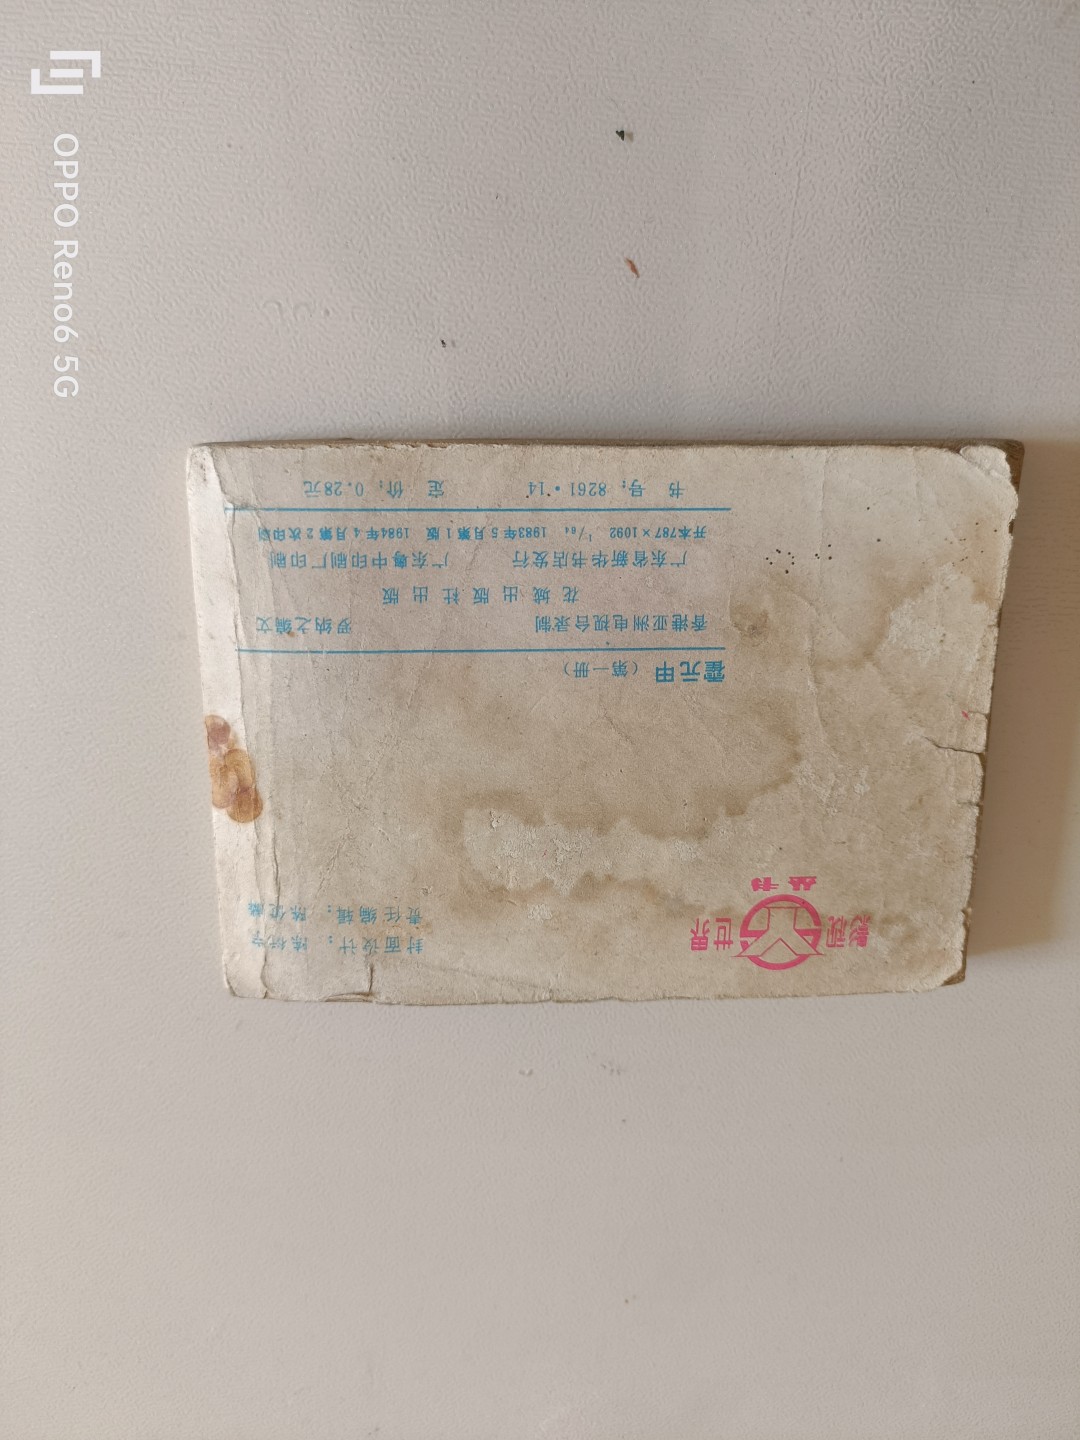 OPPO Reno6 5G
影视世界
丛书
封面设计：陈
责任编辑：陈
霍元甲（第一册）
香港亚洲电视台录制 罗纳之编文
花城出版社出版
广东省新华书店发行 广东粤中印刷厂印刷
开本787×1092 1/64 1983年5月第1版 1984年4月第2次印刷
书号：8261·14 定价：0.28元